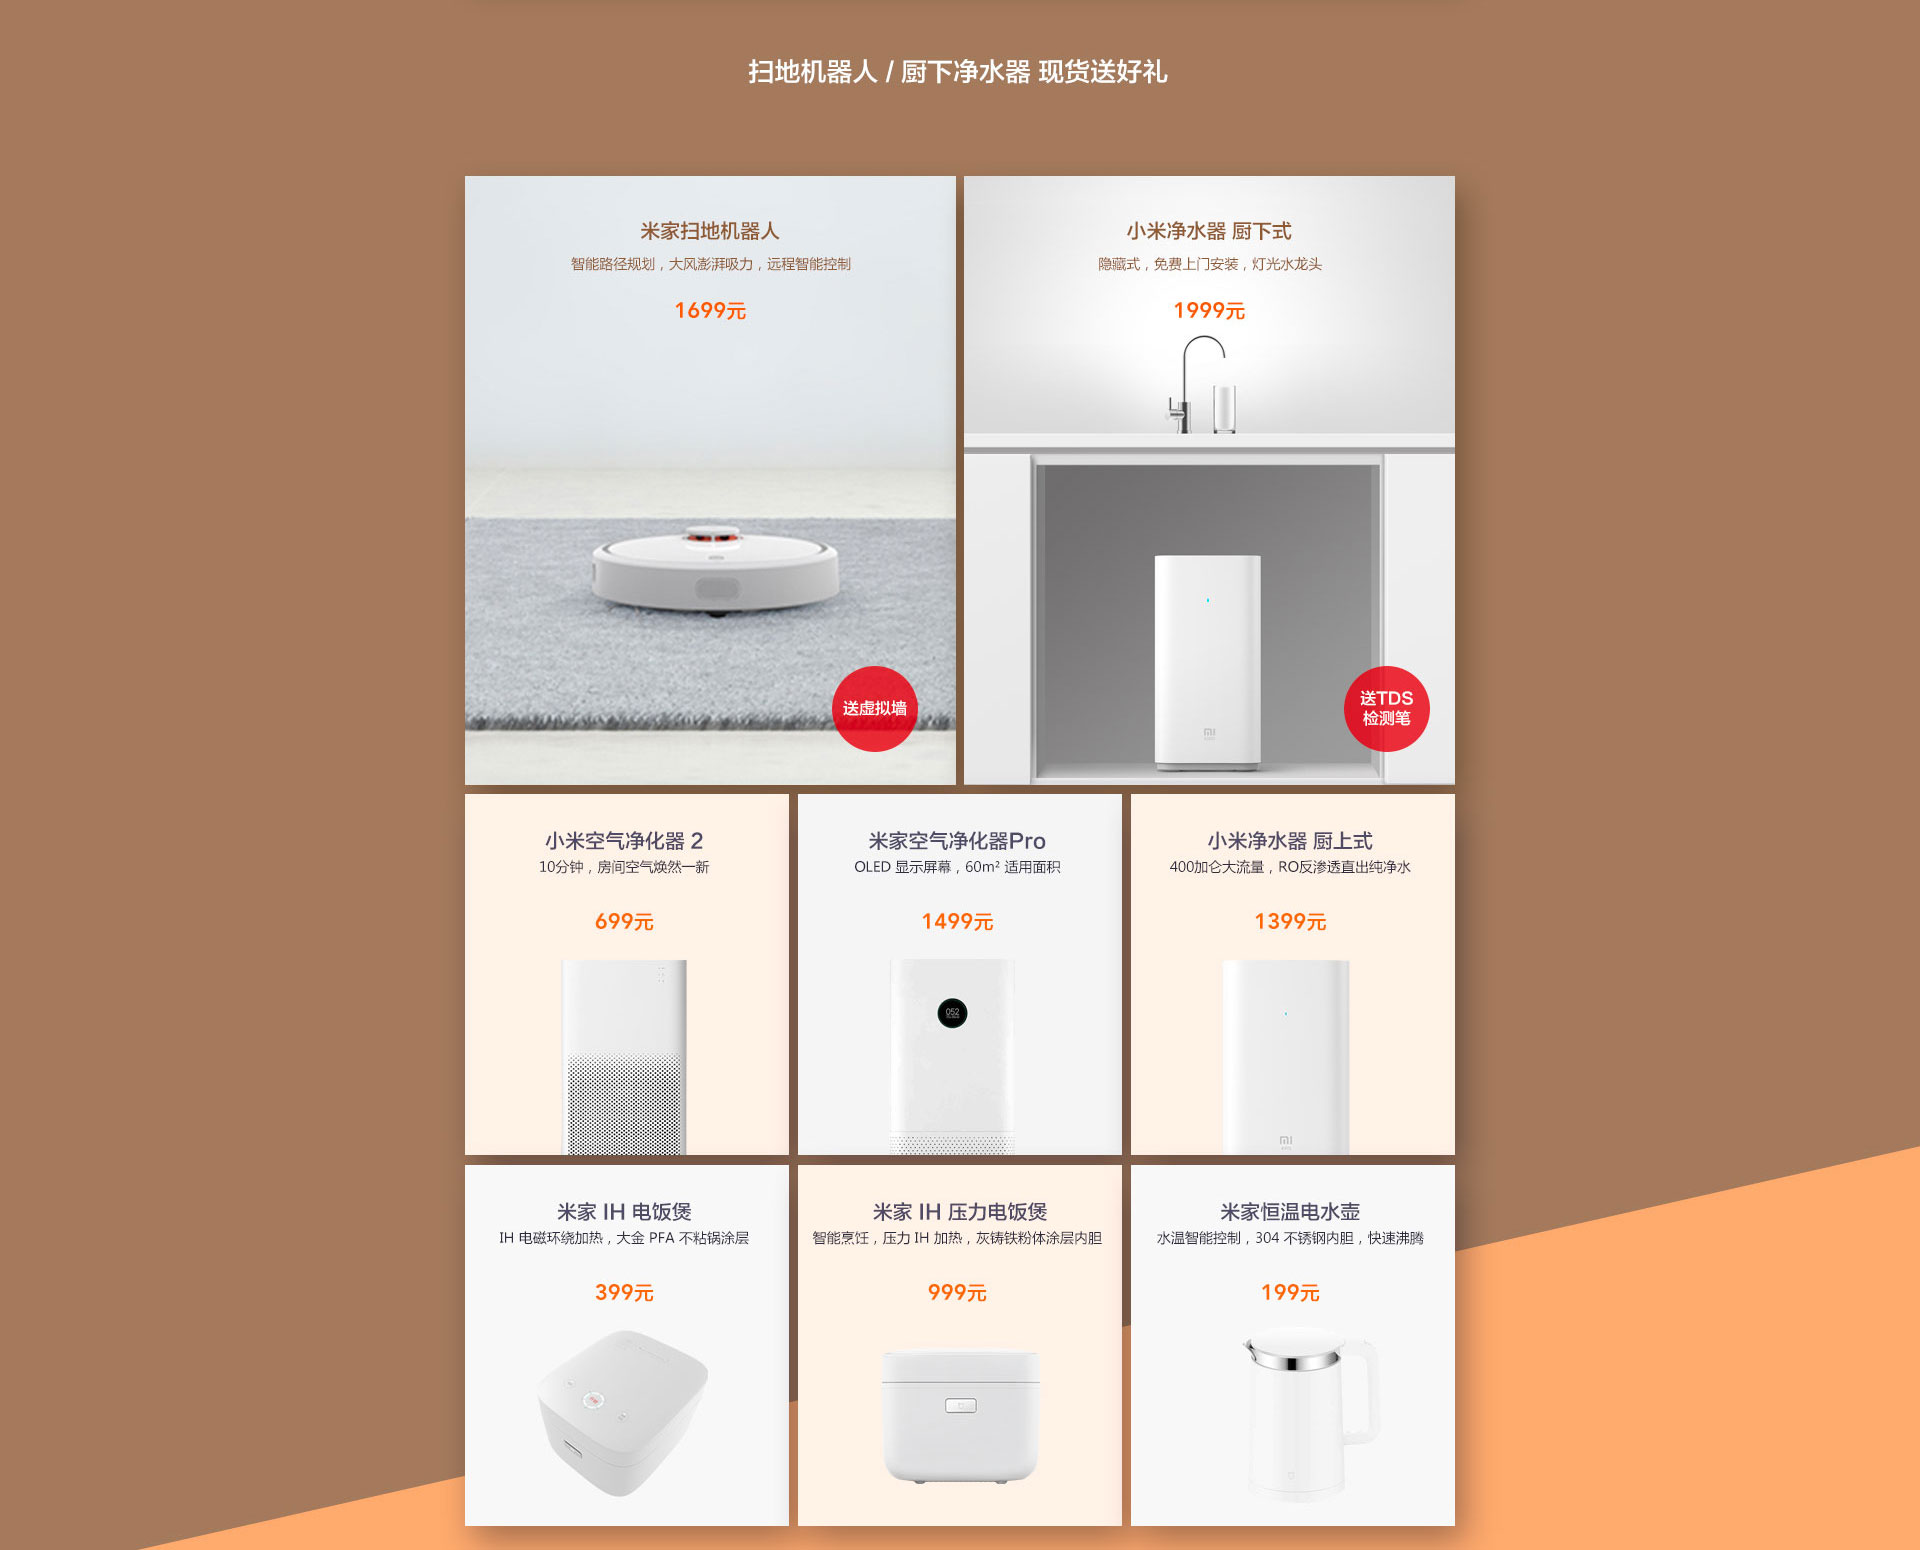 扫地机器人 / 厨下净水器 现货送好礼
米家扫地机器人
智能路径规划，大风澎湃吸力，远程智能控制
1699元
送虚拟墙
小米净水器 厨下式
隐藏式，免费上门安装，灯光水龙头
1999元
mi
送TDS
检测笔
小米空气净化器 2
10分钟，房间空气焕然一新
699元
米家空气净化器Pro
OLED 显示屏幕，60m² 适用面积
1499元
052
小米净水器 厨上式
400加仑大流量，RO反渗透直出纯净水
1399元
mi
米家 IH 电饭煲
IH 电磁环绕加热，大金 PFA 不粘锅涂层
399元
米家 IH 压力电饭煲
智能烹饪，压力 IH 加热，灰铸铁粉体涂层内胆
999元
米家恒温电水壶
水温智能控制，304 不锈钢内胆，快速沸腾
199元